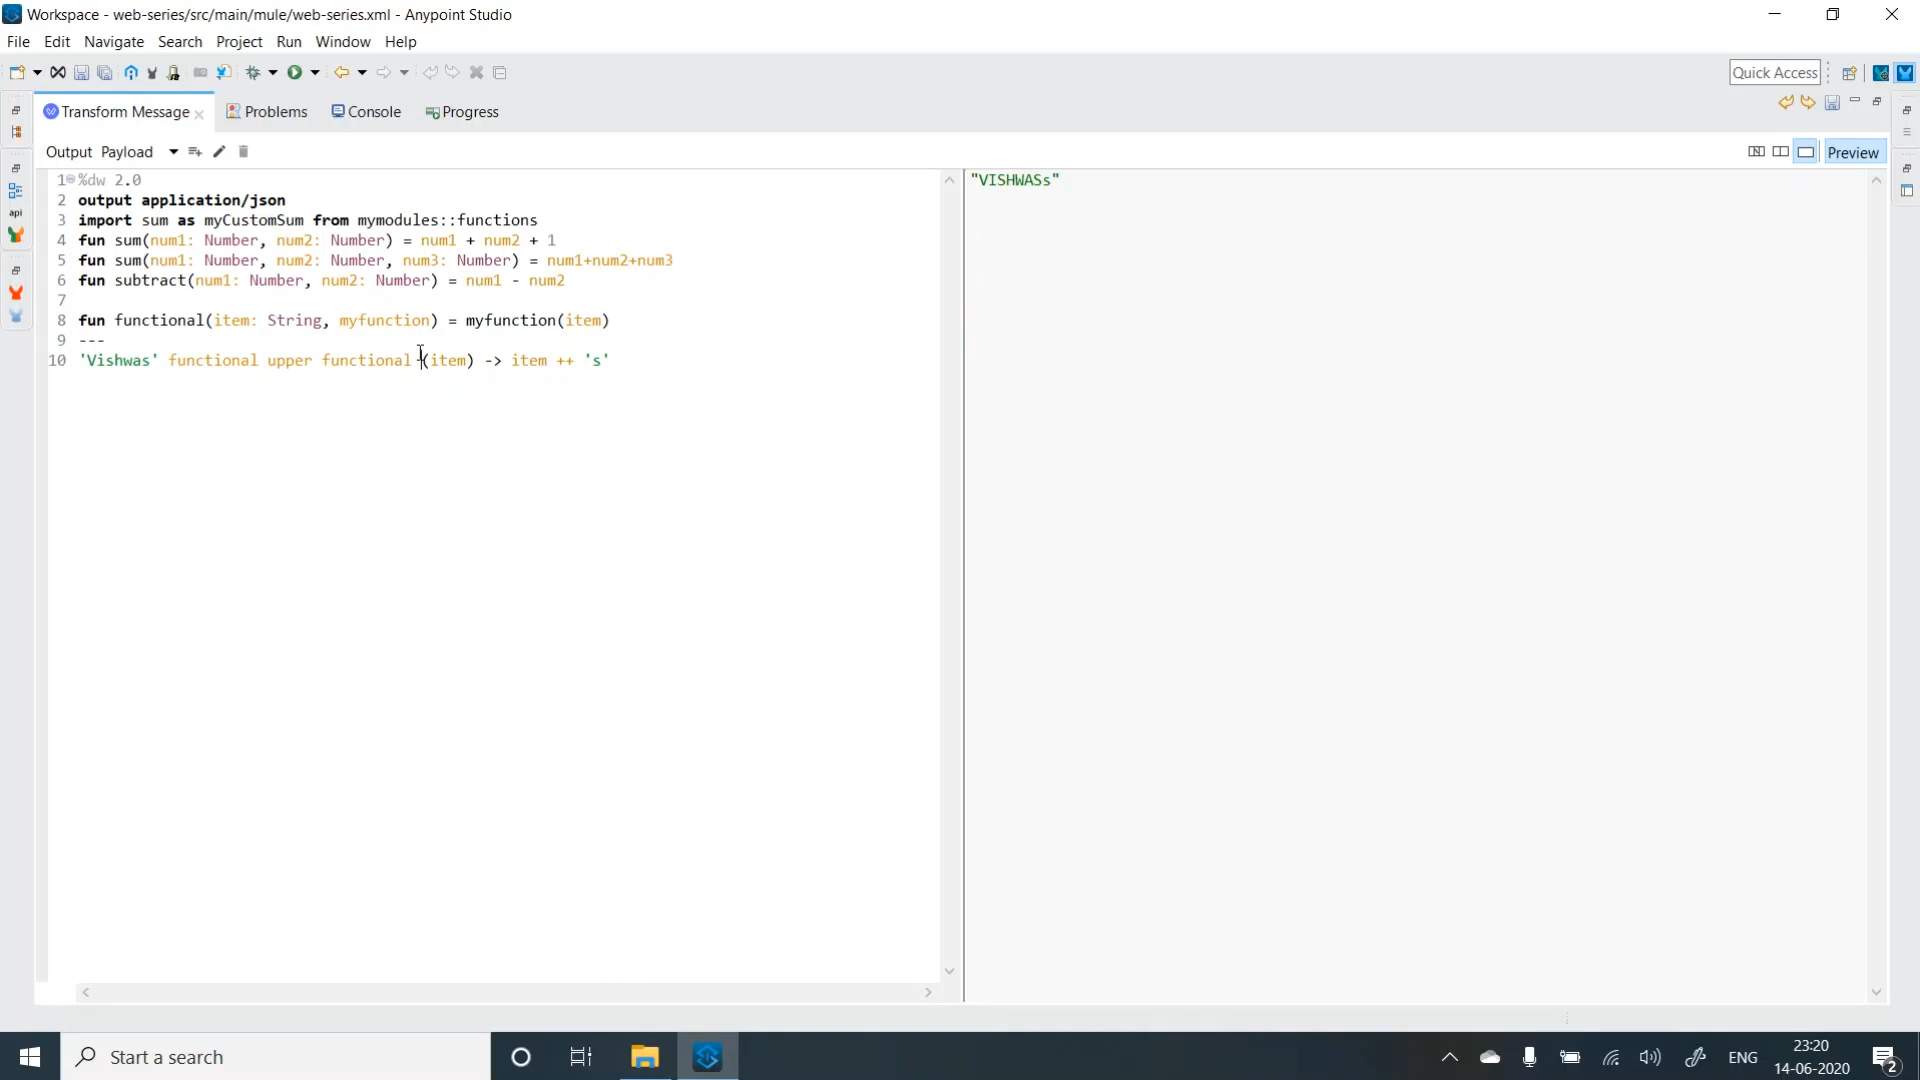 Workspace - web-series/src/main/mule/web-series.xml - Anypoint Studio
File Edit Navigate Search Project Run Window Help
Quick Access
Transform Message Problems Console Progress
Output Payload Preview
1 %dw 2.0
2 output application/json
3 import sum as myCustomSum from mymodules::functions
4 fun sum(num1: Number, num2: Number) = num1 + num2 + 1
5 fun sum(num1: Number, num2: Number, num3: Number) = num1+num2+num3
6 fun subtract(num1: Number, num2: Number) = num1 - num2
7
8 fun functional(item: String, myfunction) = myfunction(item)
9 ---
10 'Vishwas' functional upper functional (item) -> item ++ 's'
"VISHWASs"
api
Start a search
ENG
23:20
14-06-2020
2